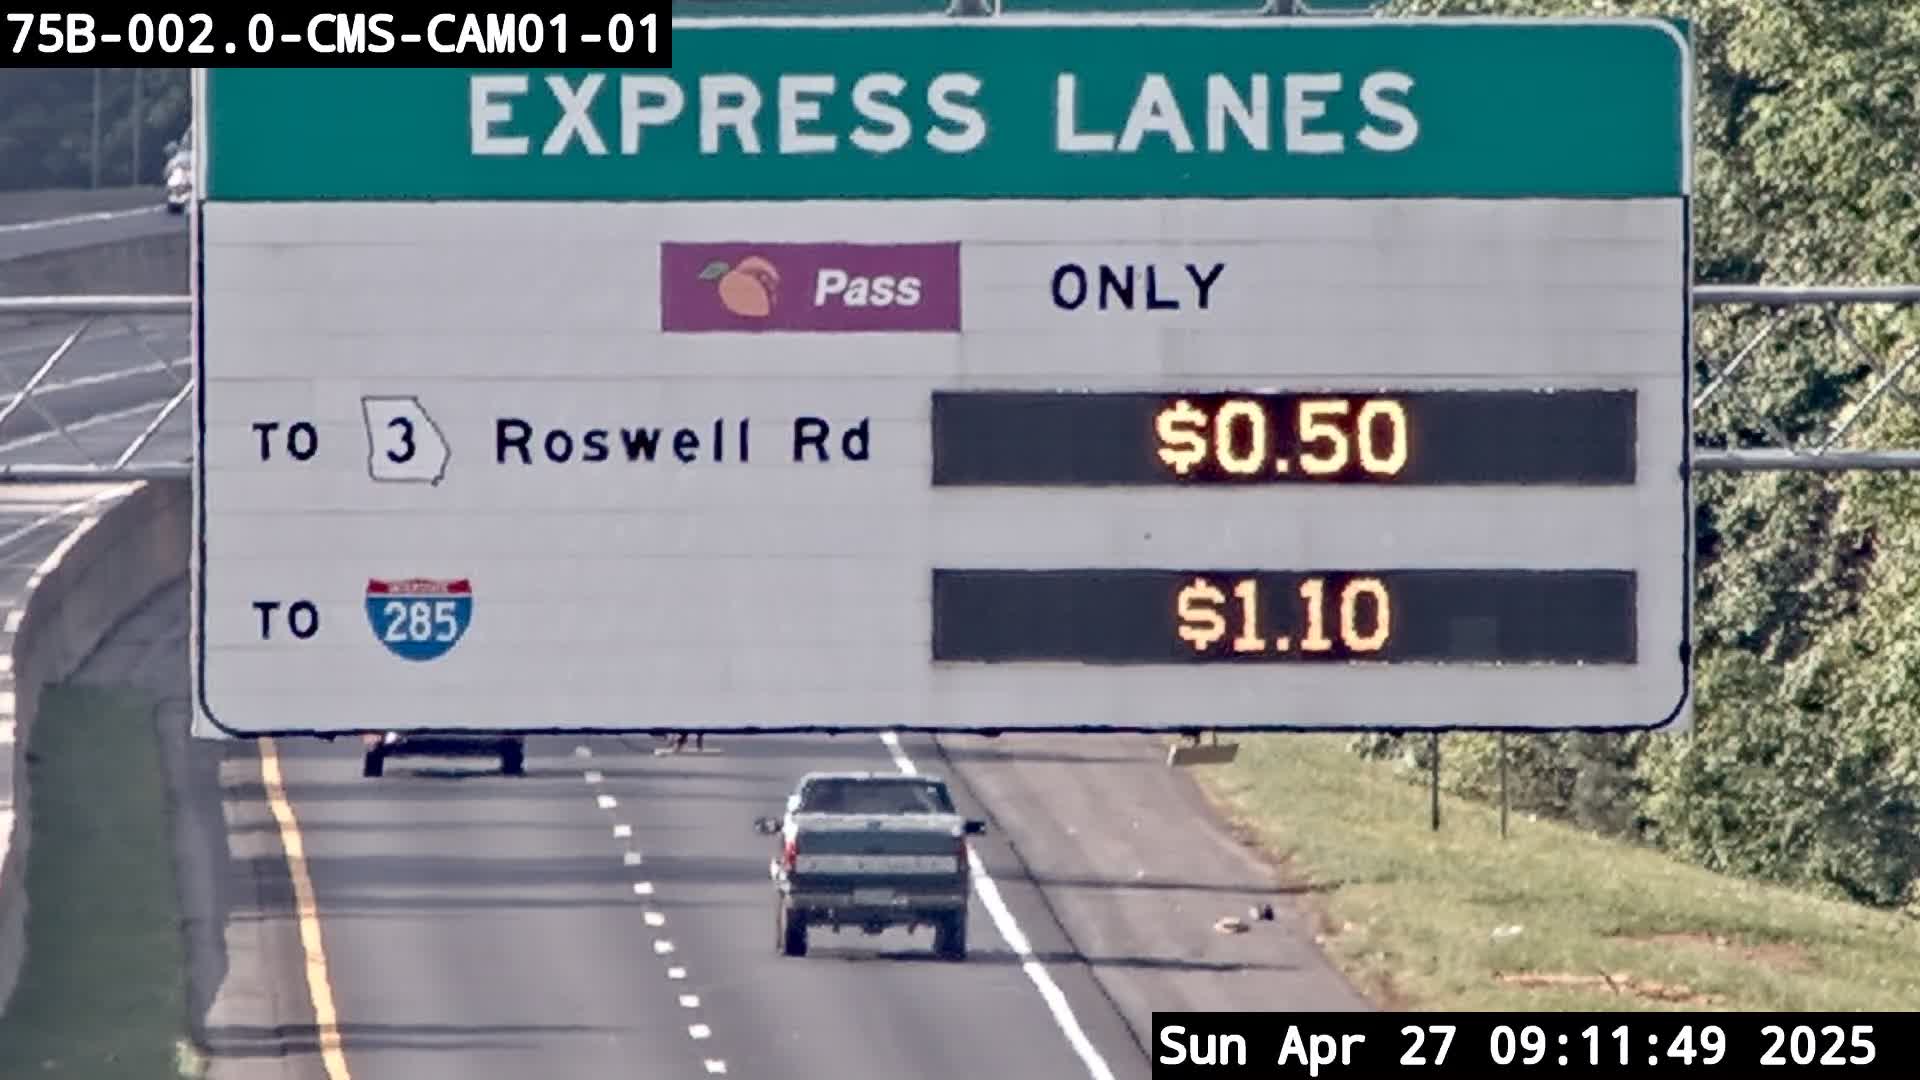 75B-002.0-CMS-CAM01-01
EXPRESS LANES
Pass ONLY
TO 3 Roswell Rd $0.50
TO 285 $1.10
Sun Apr 27 09:11:49 2025